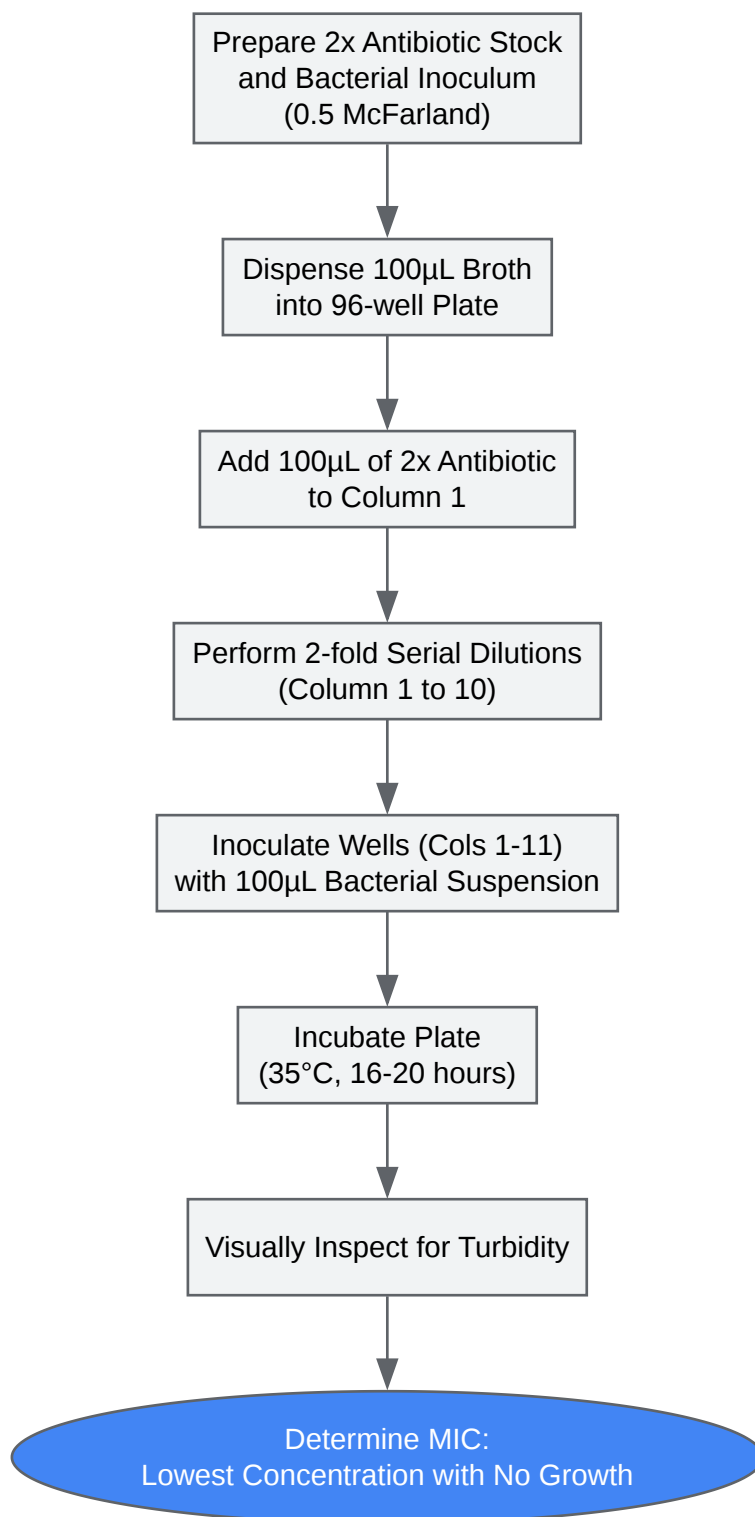 Prepare 2x Antibiotic Stock
and Bacterial Inoculum
(0.5 McFarland)
Dispense 100µL Broth
into 96-well Plate
Add 100µL of 2x Antibiotic
to Column 1
Perform 2-fold Serial Dilutions
(Column 1 to 10)
Inoculate Wells (Cols 1-11)
with 100µL Bacterial Suspension
Incubate Plate
(35°C, 16-20 hours)
Visually Inspect for Turbidity
Determine MIC:
Lowest Concentration with No Growth